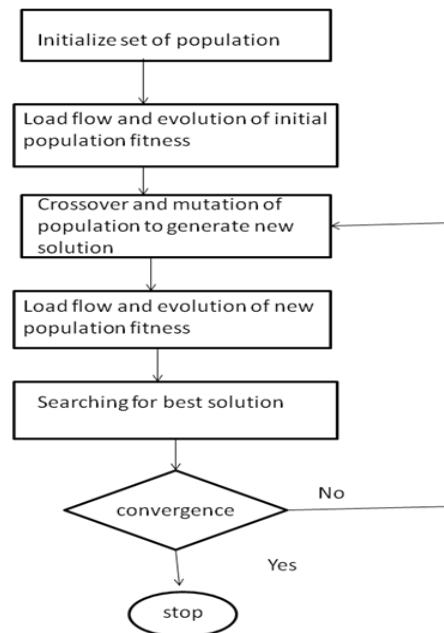 Initialize set of population
Load flow and evolution of initial
population fitness
Crossover and mutation of
population to generate new
solution
Load flow and evolution of new
population fitness
Searching for best solution
convergence
No
Yes
stop